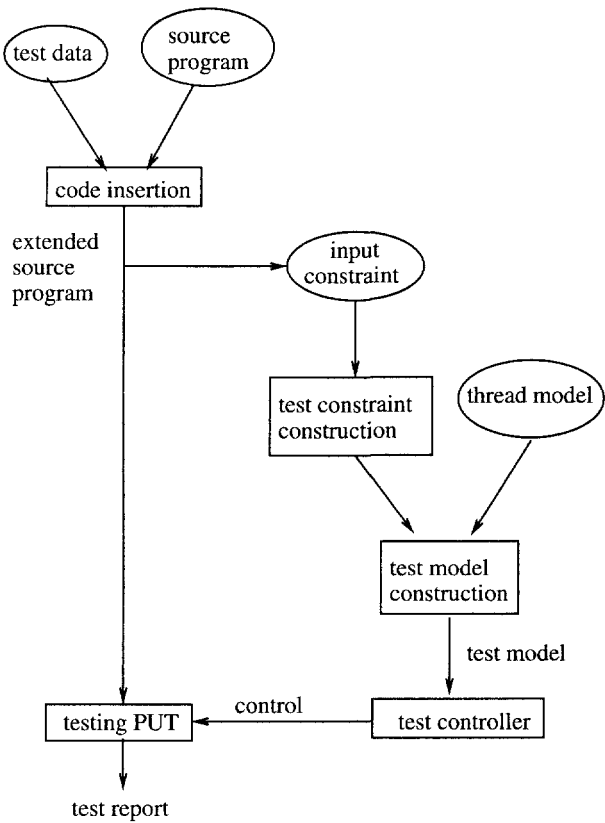 test data
source
program
code insertion
extended
source
program
input
constraint
test constraint
construction
thread model
test model
construction
test model
control
testing PUT
test controller
test report